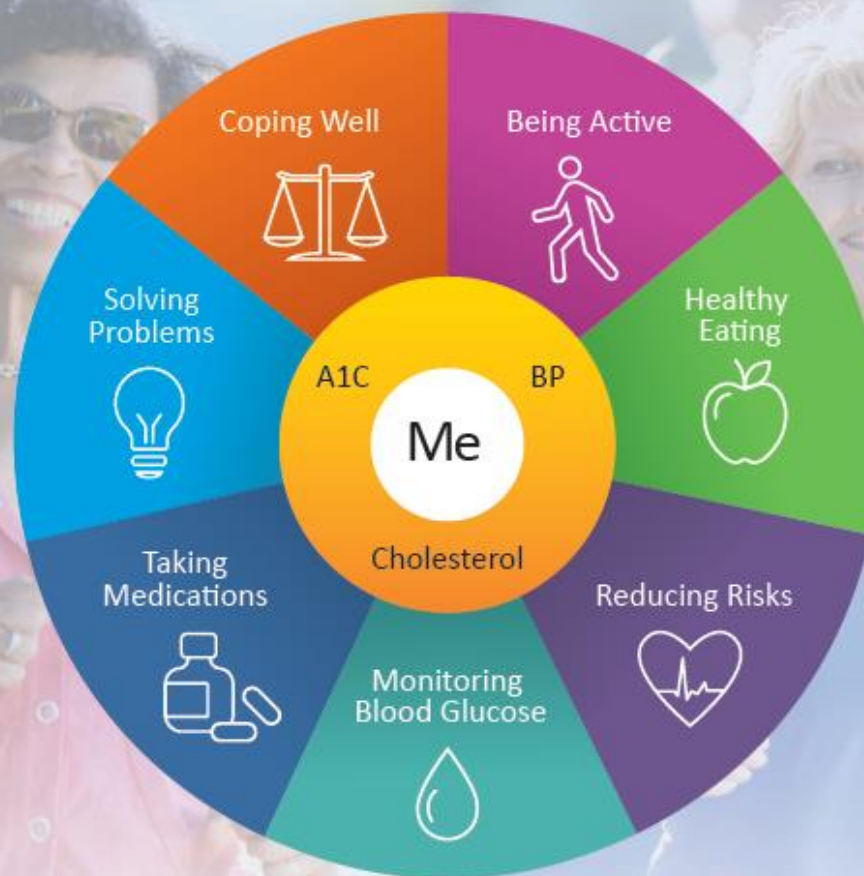 Coping Well
Being Active
Solving
Problems
Healthy
Eating
A1C
BP
Me
Cholesterol
Taking
Medications
Reducing Risks
Monitoring
Blood Glucose